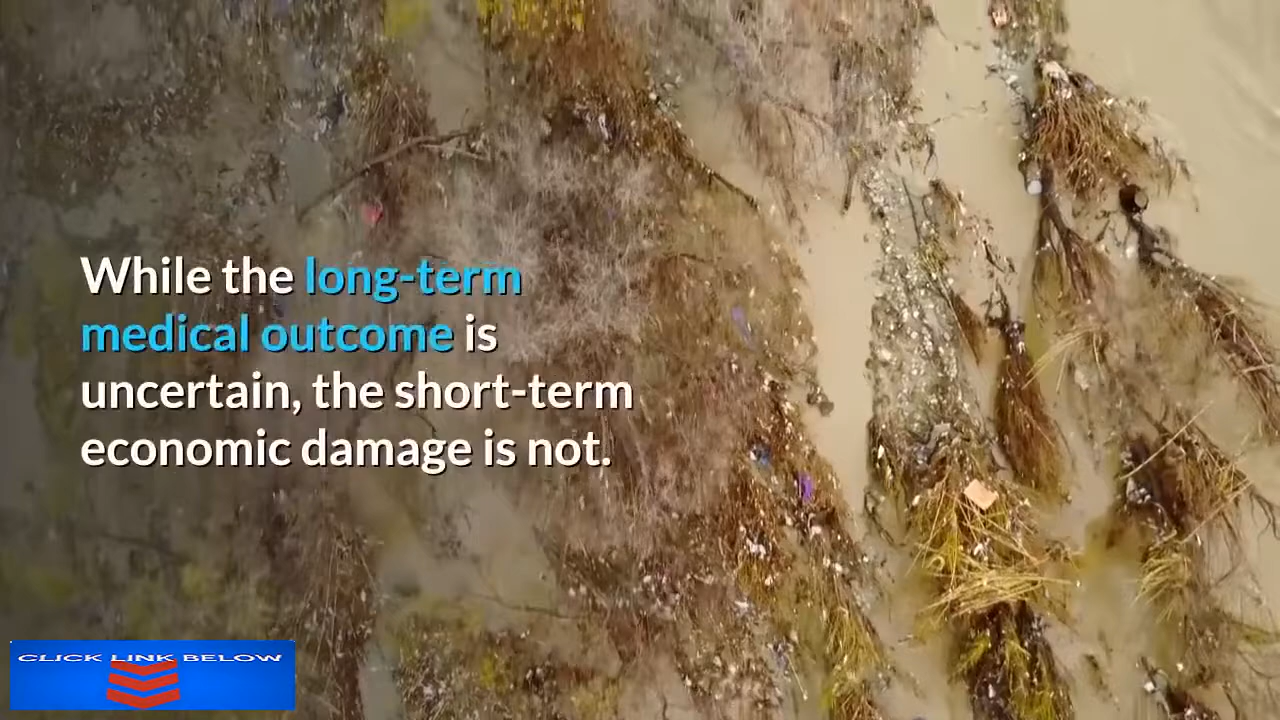 While the long-term
medical outcome is
uncertain, the short-term
economic damage is not.
CLICK LINK BELOW